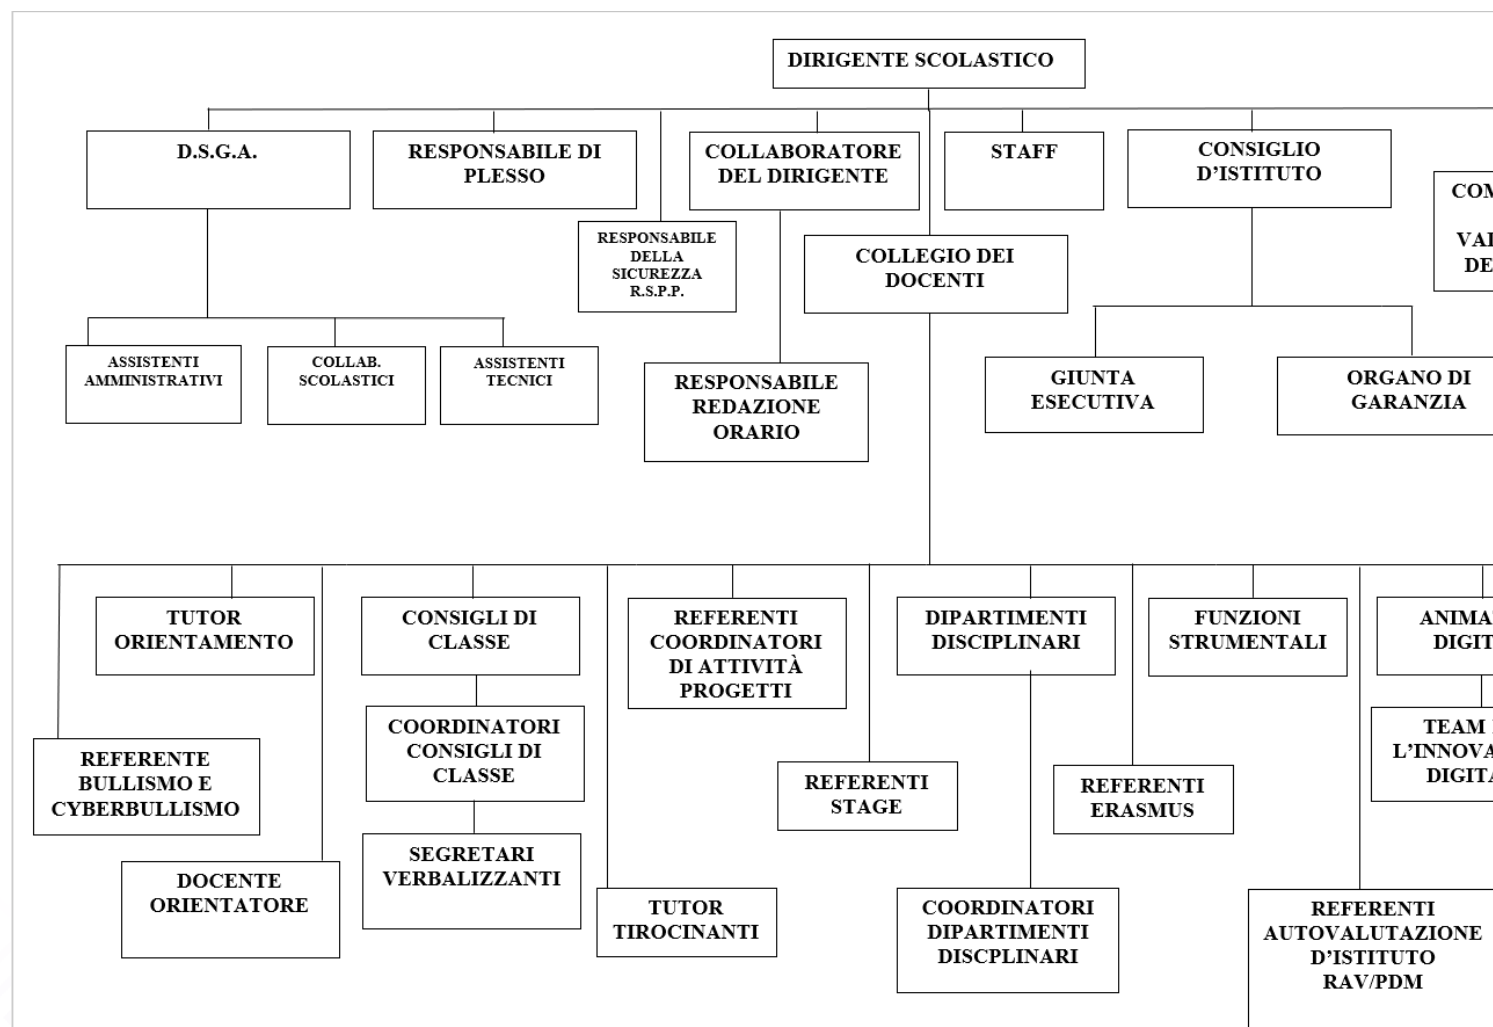 DIRIGENTE SCOLASTICO
D.S.G.A.
RESPONSABILE DI
PLESSO
COLLABORATORE
DEL DIRIGENTE
STAFF
CONSIGLIO
D’ISTITUTO
RESPONSABILE
DELLA
SICUREZZA
R.S.P.P.
COLLEGIO DEI
DOCENTI
ASSISTENTI
AMMINISTRATIVI
COLLAB.
SCOLASTICI
ASSISTENTI
TECNICI
RESPONSABILE
REDAZIONE
ORARIO
GIUNTA
ESECUTIVA
ORGANO DI
GARANZIA
TUTOR
ORIENTAMENTO
CONSIGLI DI
CLASSE
REFERENTI
COORDINATORI
DI ATTIVITÀ
PROGETTI
DIPARTIMENTI
DISCIPLINARI
FUNZIONI
STRUMENTALI
COORDINATORI
CONSIGLI DI
CLASSE
TEAM
REFERENTE
BULLISMO E
CYBERBULLISMO
REFERENTI
STAGE
REFERENTI
ERASMUS
SEGRETARI
VERBALIZZANTI
DOCENTE
ORIENTATORE
TUTOR
TIROCINANTI
COORDINATORI
DIPARTIMENTI
DISCPLINARI
REFERENTI
AUTOVALUTAZIONE
D’ISTITUTO
RAV/PDM